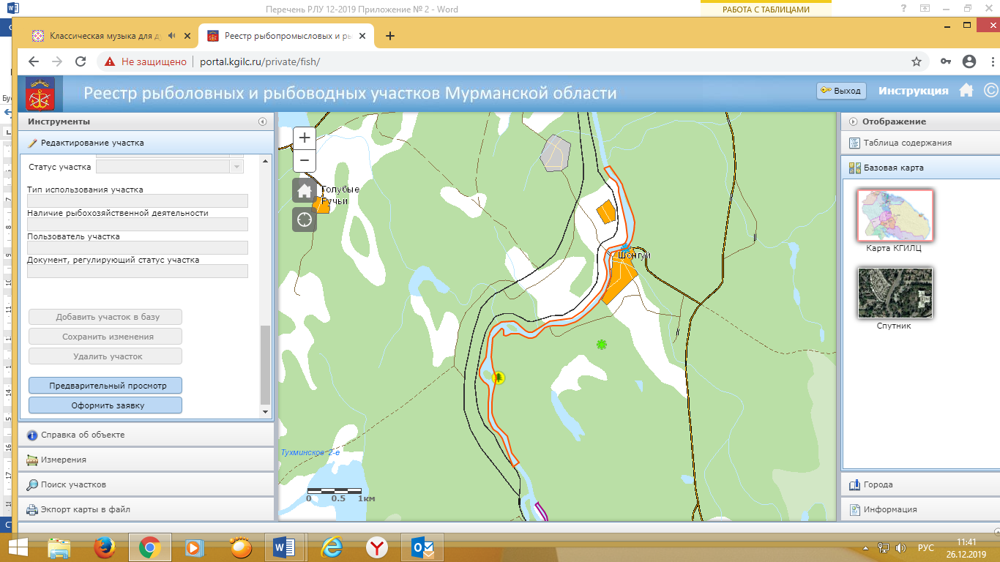 Перечень РЛУ 12-2019 Приложение № 2 - Word
РАБОТА С ТАБЛИЦАМИ
Реестр рыбопромысловых и ры
Не защищено
portal.kgilc.ru/private/fish/
Реестр рыболовных и рыбоводных участков Мурманской области
Выход
Инструкция
Инструменты
Редактирование участка
Статус участка
Тип использования участка
Наличие рыбохозяйственной деятельности
Пользователь участка
Документ, регулирующий статус участка
Добавить участок в базу
Сохранить изменения
Удалить участок
Предварительный просмотр
Оформить заявку
Справка об объекте
Измерения
Поиск участков
Экспорт карты в файл
Голубые
Ручьи
Шонгуй
Тухминское 2-е
0 0.5 1км
Отображение
Таблица содержания
Базовая карта
Карта КГИЛЦ
Спутник
Города
Информация
РУС
11:41
26.12.2019